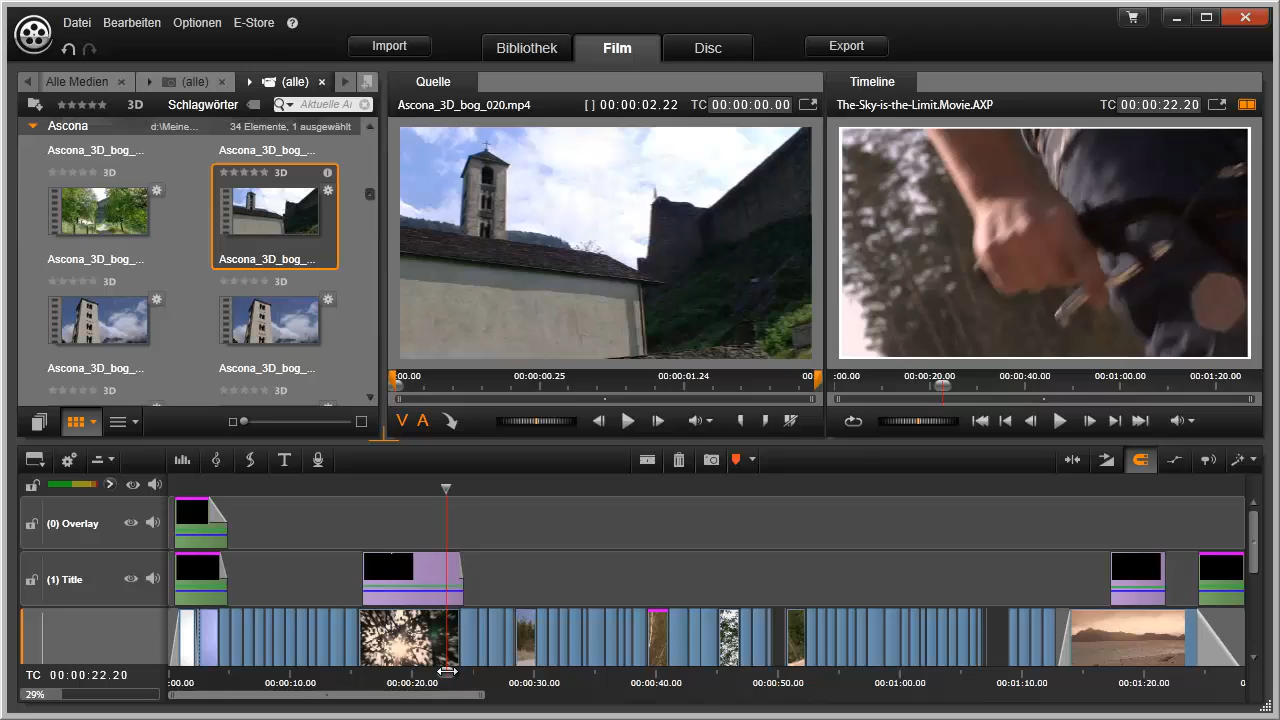 Datei Bearbeiten Optionen E-Store ?
Import Bibliothek Film Disc Export
Alle Medien (alle) (alle)
3D Schlagwörter
Ascona d:\Meine... 34 Elemente, 1 ausgewählt
Ascona_3D_bog_... Ascona_3D_bog_...
3D 3D
Ascona_3D_bog_... Ascona_3D_bog_...
3D 3D
Ascona_3D_bog_... Ascona_3D_bog_...
3D 3D
Quelle
Ascona_3D_bog_020.mp4 [ ] 00:00:02.22 TC 00:00:00.00
:00.00 00:00:00.25 00:00:01.24 00:
V A
Timeline
The-Sky-is-the-Limit.Movie.AXP TC 00:00:22.20
:00.00 00:00:20.00 00:00:40.00 00:01:00.00 00:01:20.00
T
(0) Overlay
(1) Title
TC 00:00:22.20
:00.00 00:00:10.00 00:00:20.00 00:00:30.00 00:00:40.00 00:00:50.00 00:01:00.00 00:01:10.00 00:01:20.00
29%